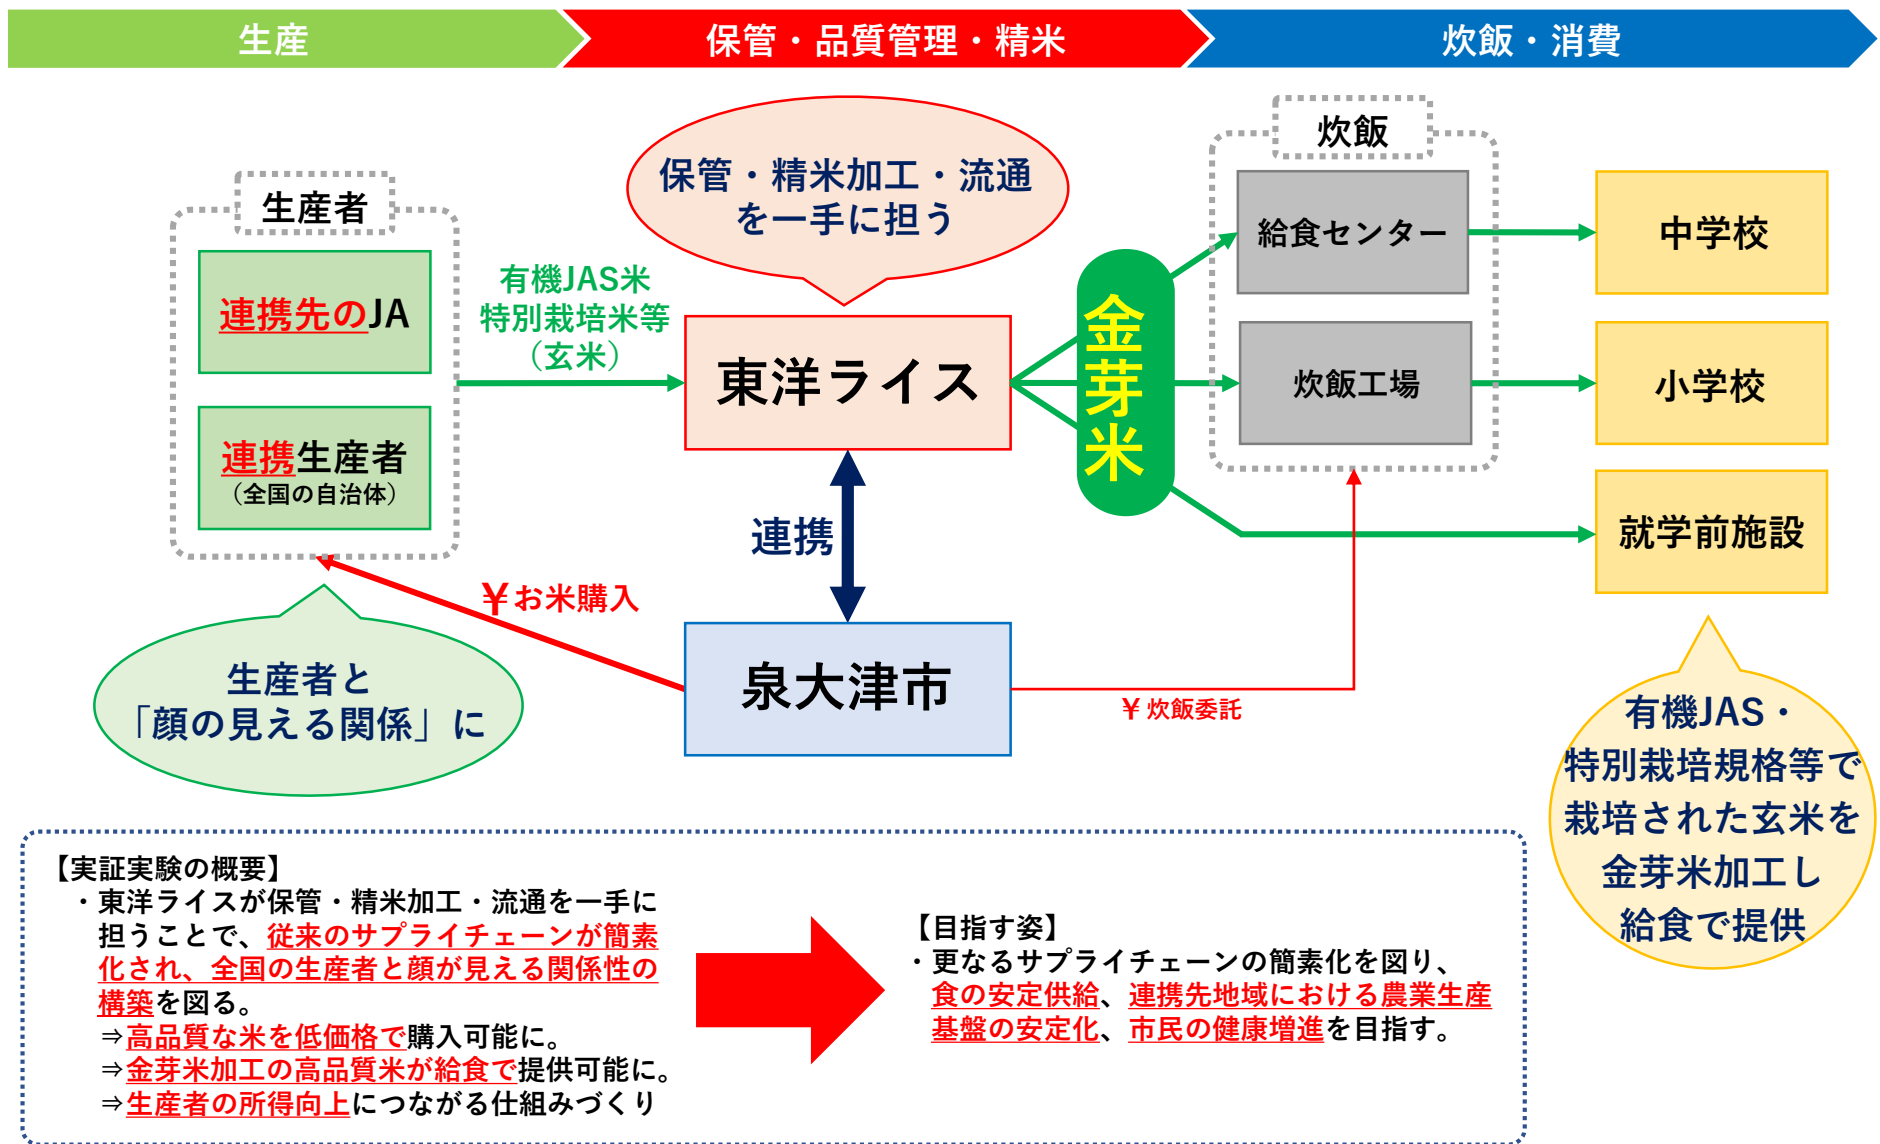 生産
保管・品質管理・精米
炊飯・消費
生産者
連携先のJA
連携生産者
（全国の自治体）
有機JAS米
特別栽培米等
（玄米）
保管・精米加工・流通
を一手に担う
東洋ライス
連携
泉大津市
￥お米購入
生産者と
「顔の見える関係」に
金芽米
炊飯
給食センター
炊飯工場
￥炊飯委託
中学校
小学校
就学前施設
有機JAS・
特別栽培規格等で
栽培された玄米を
金芽米加工し
給食で提供
【実証実験の概要】
・東洋ライスが保管・精米加工・流通を一手に
担うことで、従来のサプライチェーンが簡素
化され、全国の生産者と顔が見える関係性の
構築を図る。
⇒高品質な米を低価格で購入可能に。
⇒金芽米加工の高品質米が給食で提供可能に。
⇒生産者の所得向上につながる仕組みづくり
【目指す姿】
・更なるサプライチェーンの簡素化を図り、
食の安定供給、連携先地域における農業生産
基盤の安定化、市民の健康増進を目指す。